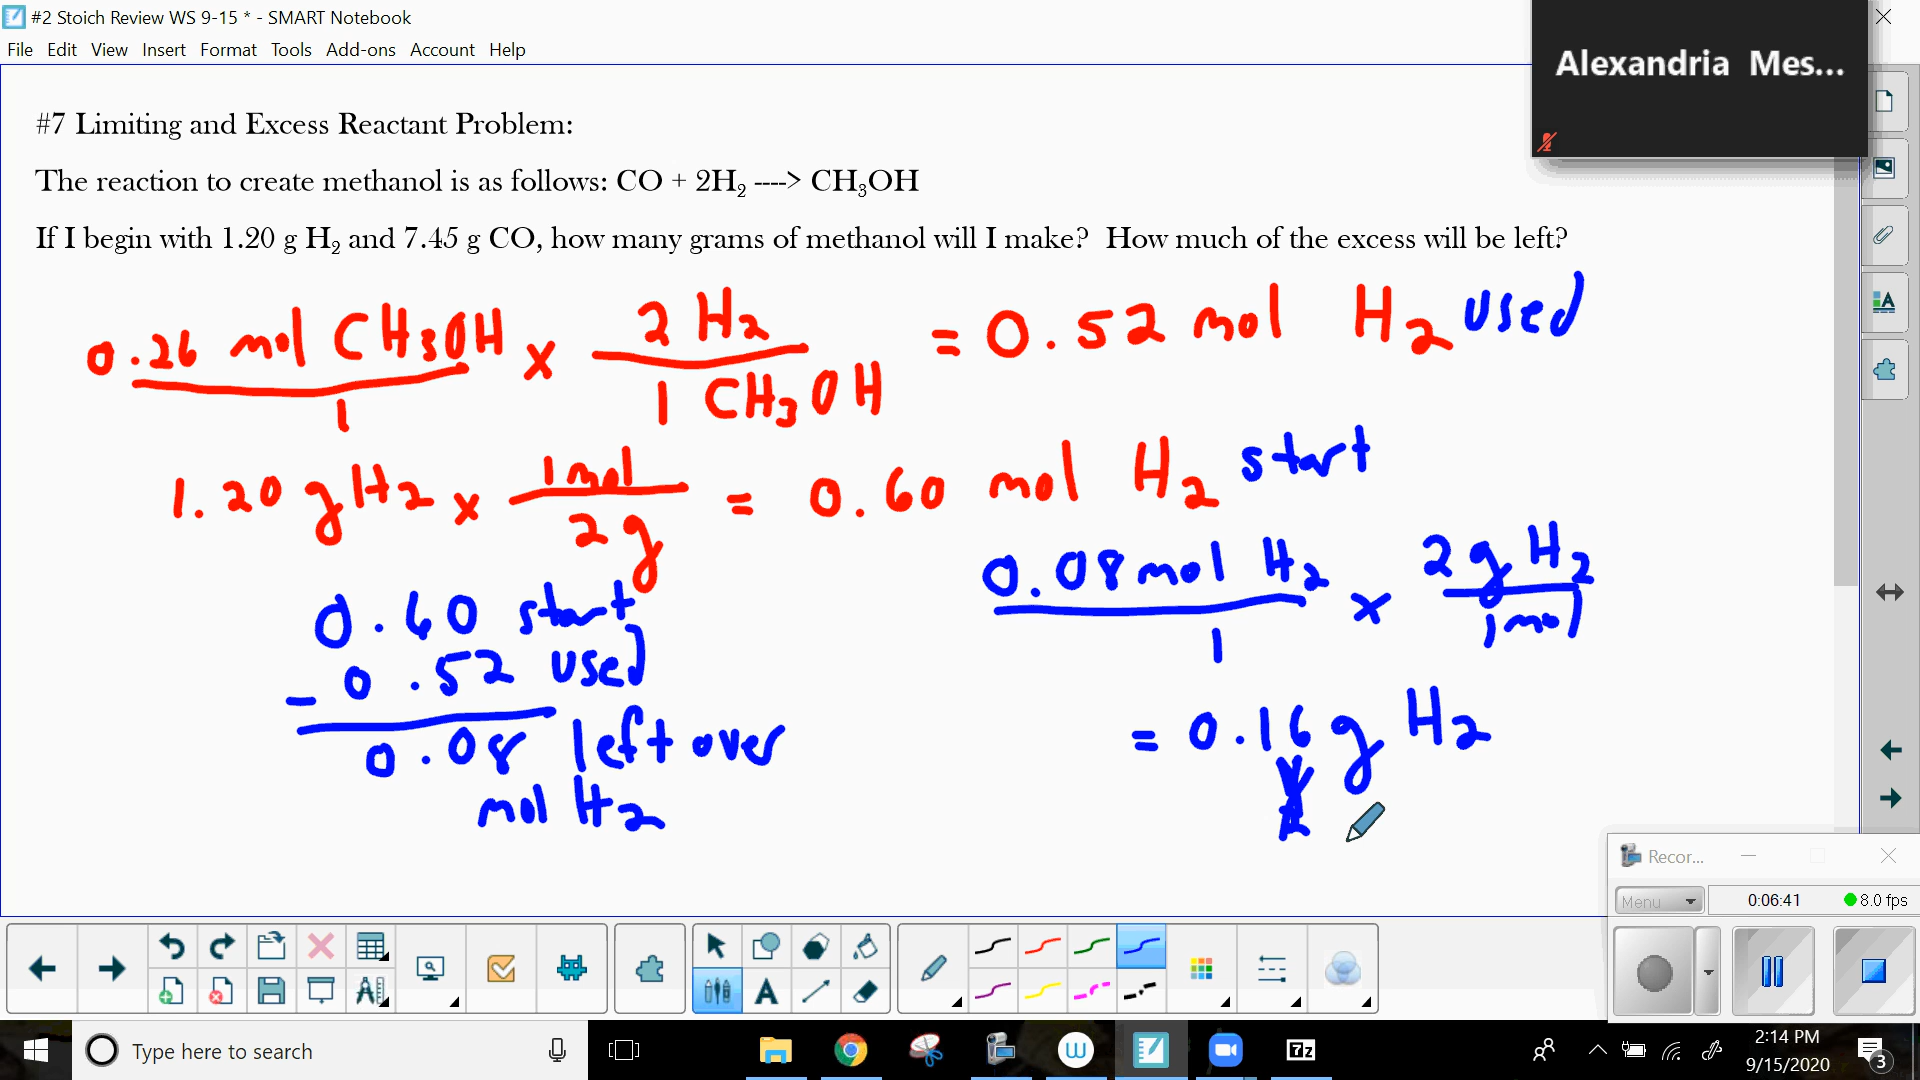 #2 Stoich Review WS 9-15 * - SMART Notebook
File Edit View Insert Format Tools Add-ons Account Help
Alexandria Mes...
#7 Limiting and Excess Reactant Problem:
The reaction to create methanol is as follows: CO + 2H₂ ----> CH₃OH
If I begin with 1.20 g H₂ and 7.45 g CO, how many grams of methanol will I make? How much of the excess will be left?
0.26 mol CH₃OH x 2 H₂ = 0.52 mol H₂ used
1 1 CH₃OH
1.20 g H₂ x 1 mol = 0.60 mol H₂ start
2 g
0.60 start
- 0.52 used
0.08 left over
mol H₂
0.08 mol H₂ x 2 g H₂
1 1 mol
= 0.16 g H₂
Recor...
Menu 0:06:41 8.0 fps
A
A
Type here to search
W
7z
2:14 PM
9/15/2020
3